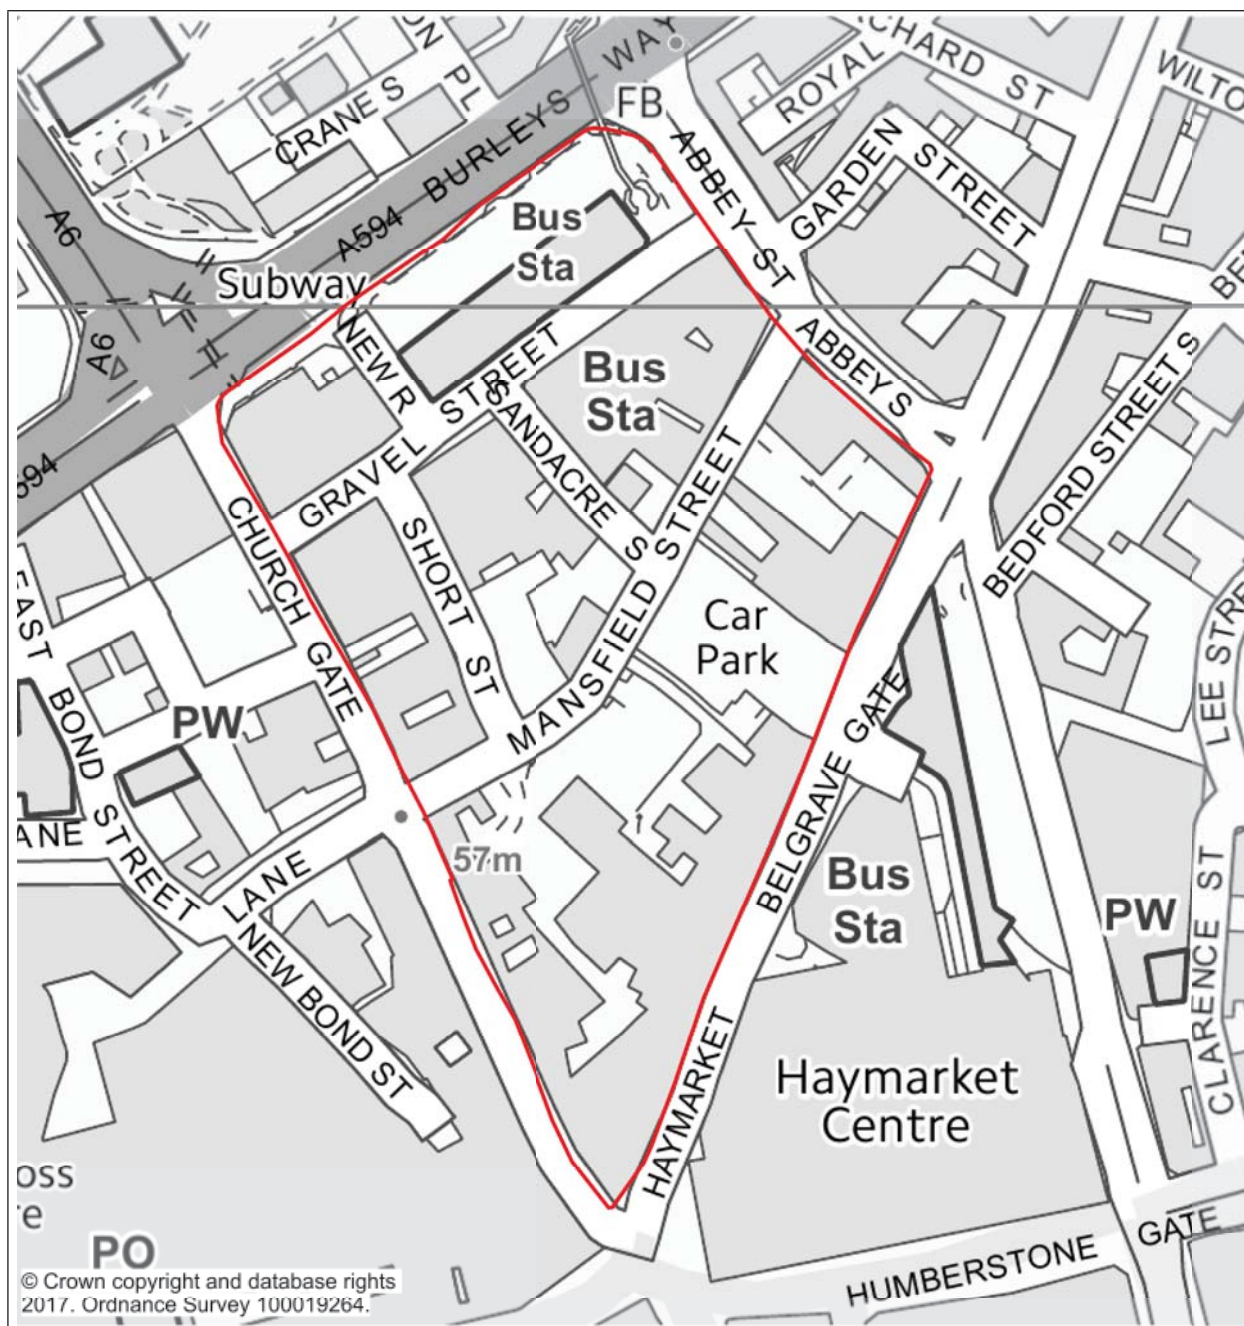 ON PL
CRANE S
BURLEYS WAY
A594
A6
A6
594
FB
ROYAL
CHARD ST
WILTO
ABBEY ST
GARDEN STREET
Bus
Sta
Subway
NEW R
GRAVEL STREET
SANDACRE S
Bus
Sta
ABBEY S
BEDFORD STREET S
BE
LEE STRE
CHURCH GATE
SHORT ST
MANSFIELD STREET
Car
Park
EAST BOND STREET
PW
LANE
LANE
57m
BELGRAVE GATE
Bus
Sta
PW
CLARENCE ST
NEW BOND ST
HAYMARKET
Haymarket
Centre
oss
re
PO
HUMBERSTONE GATE
© Crown copyright and database rights
2017. Ordnance Survey 100019264.